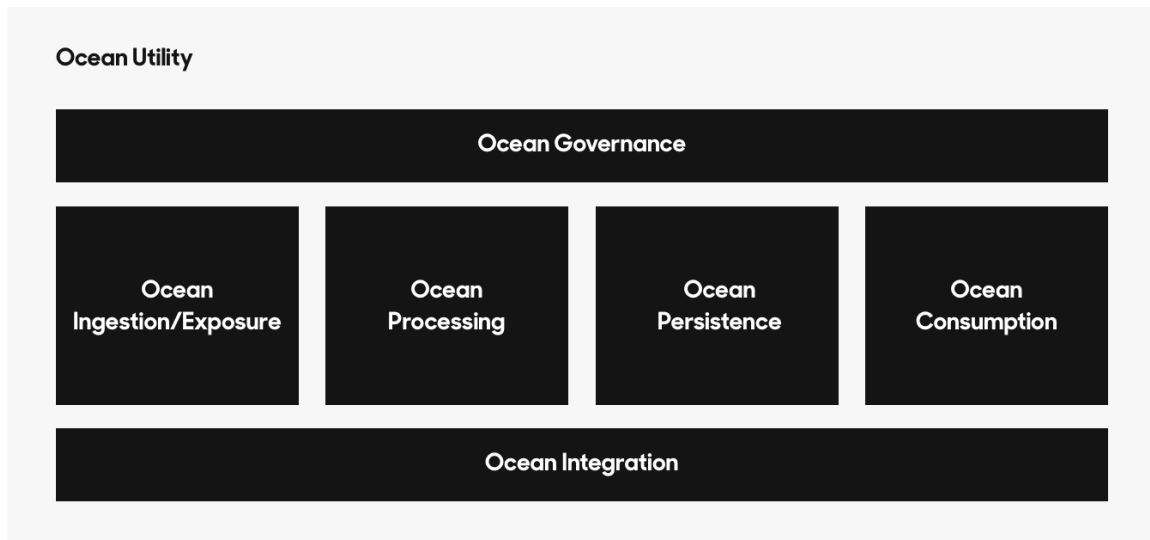 Ocean Utility
Ocean Governance
Ocean
Ingestion/Exposure
Ocean
Processing
Ocean
Persistence
Ocean
Consumption
Ocean Integration